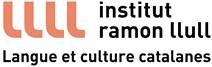 institut
ramon llull
Langue et culture catalanes